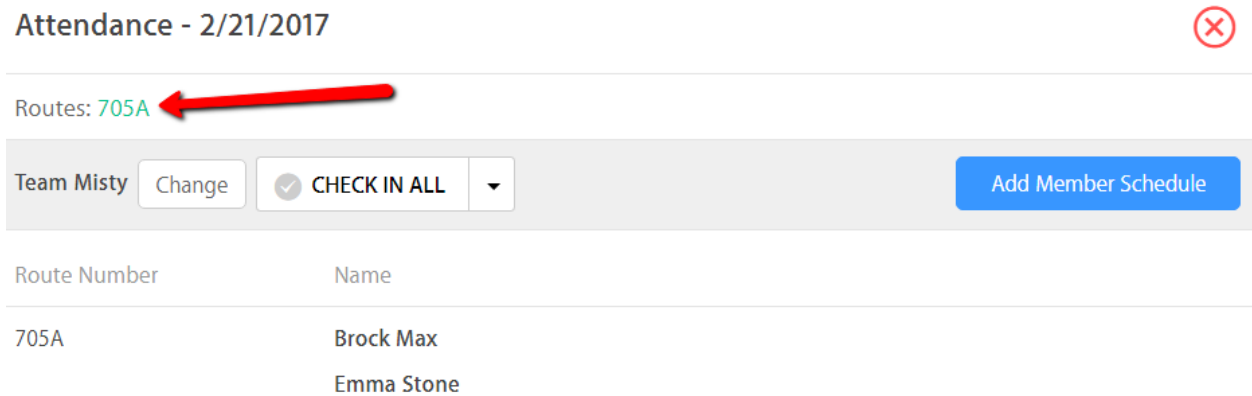 Attendance - 2/21/2017
Routes: 705A
Team Misty Change CHECK IN ALL Add Member Schedule
Route Number Name
705A Brock Max
Emma Stone